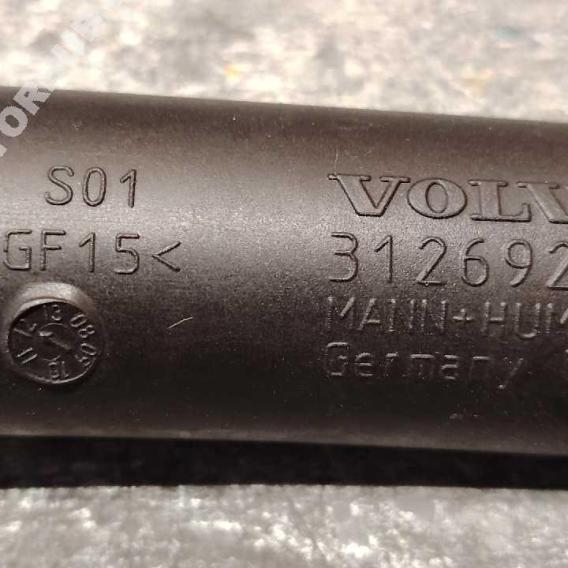 S01
VOLV
GF15<
312692
MANN+HUM
Germany